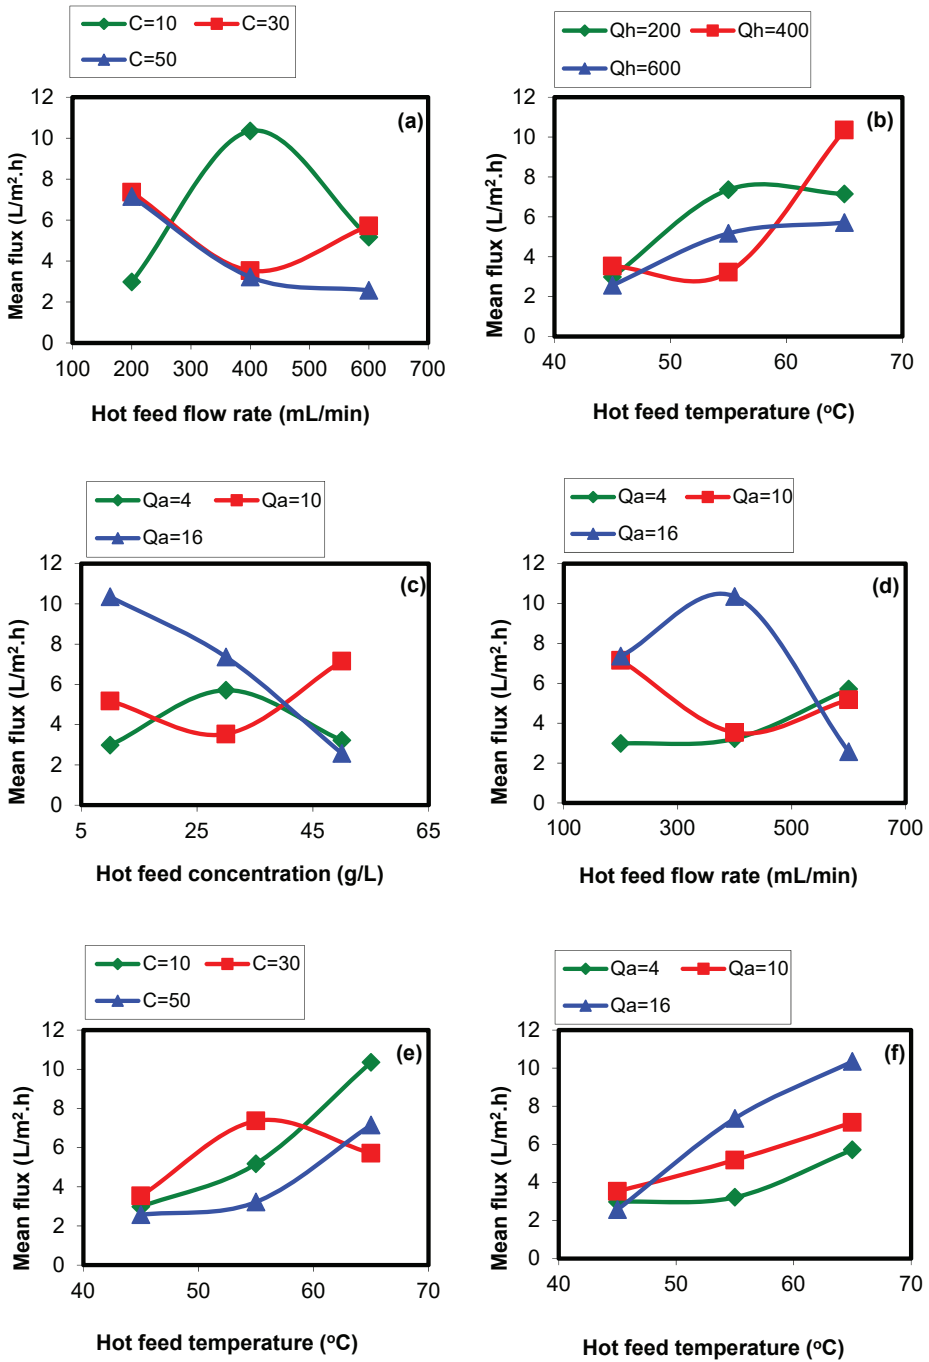 C=10 C=30
C=50
(a)
Mean flux (L/m².h)
12
10
8
6
4
2
0
100 200 300 400 500 600 700
Hot feed flow rate (mL/min)
Qh=200 Qh=400
Qh=600
(b)
Mean flux (L/m².h)
12
10
8
6
4
2
0
40 50 60 70
Hot feed temperature (ᵒC)
Qa=4 Qa=10
Qa=16
(c)
Mean flux (L/m².h)
12
10
8
6
4
2
0
5 25 45 65
Hot feed concentration (g/L)
Qa=4 Qa=10
Qa=16
(d)
Mean flux (L/m².h)
12
10
8
6
4
2
0
100 300 500 700
Hot feed flow rate (mL/min)
C=10 C=30
C=50
(e)
Mean flux (L/m².h)
12
10
8
6
4
2
0
40 50 60 70
Hot feed temperature (ᵒC)
Qa=4 Qa=10
Qa=16
(f)
Mean flux (L/m².h)
12
10
8
6
4
2
0
40 50 60 70
Hot feed temperature (ᵒC)